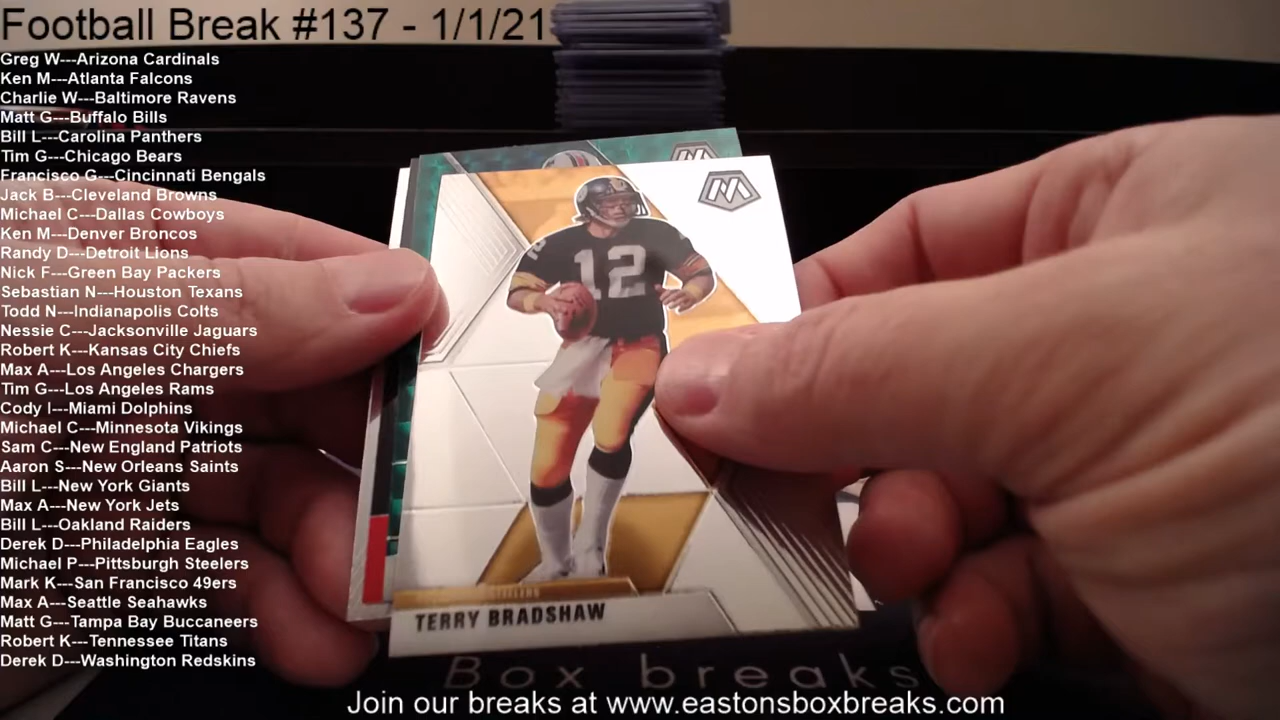 Football Break #137 - 1/1/21
Greg W---Arizona Cardinals
Ken M---Atlanta Falcons
Charlie W---Baltimore Ravens
Matt G---Buffalo Bills
Bill L---Carolina Panthers
Tim G---Chicago Bears
Francisco G---Cincinnati Bengals
Jack B---Cleveland Browns
Michael C---Dallas Cowboys
Ken M---Denver Broncos
Randy D---Detroit Lions
Nick F---Green Bay Packers
Sebastian N---Houston Texans
Todd N---Indianapolis Colts
Nessie C---Jacksonville Jaguars
Robert K---Kansas City Chiefs
Max A---Los Angeles Chargers
Tim G---Los Angeles Rams
Cody I---Miami Dolphins
Michael C---Minnesota Vikings
Sam C---New England Patriots
Aaron S---New Orleans Saints
Bill L---New York Giants
Max A---New York Jets
Bill L---Oakland Raiders
Derek D---Philadelphia Eagles
Michael P---Pittsburgh Steelers
Mark K---San Francisco 49ers
Max A---Seattle Seahawks
Matt G---Tampa Bay Buccaneers
Robert K---Tennessee Titans
Derek D---Washington Redskins
M
12
12
STEELERS
TERRY BRADSHAW
Box breaks
Join our breaks at www.eastonsboxbreaks.com